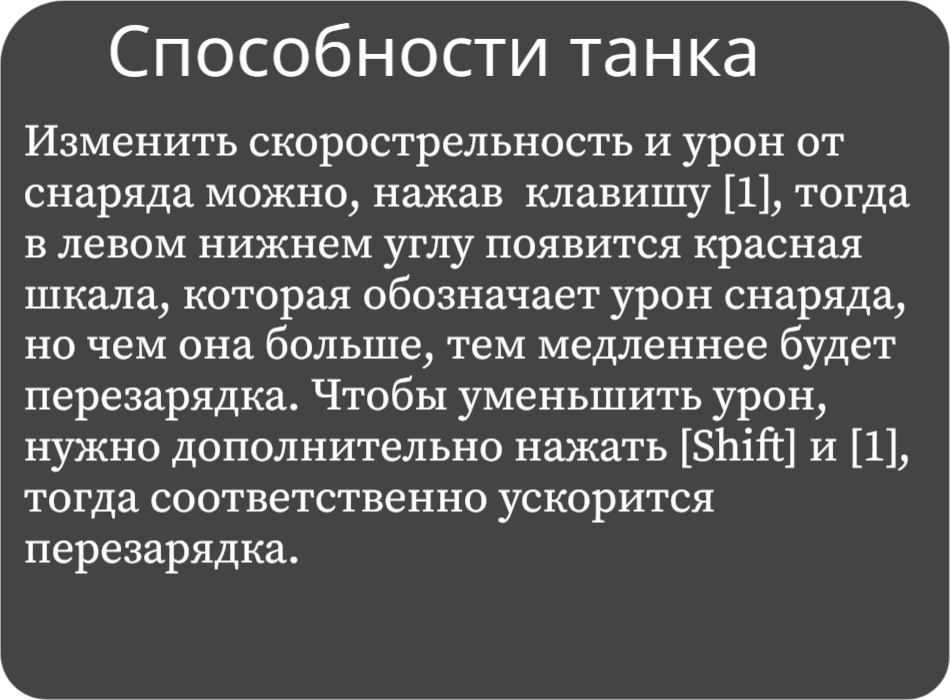 Способности танка
Изменить скорострельность и урон от
снаряда можно, нажав  клавишу [1], тогда
в левом нижнем углу появится красная
шкала, которая обозначает урон снаряда,
но чем она больше, тем медленнее будет
перезарядка. Чтобы уменьшить урон,
нужно дополнительно нажать [Shift] и [1],
тогда соответственно ускорится
перезарядка.